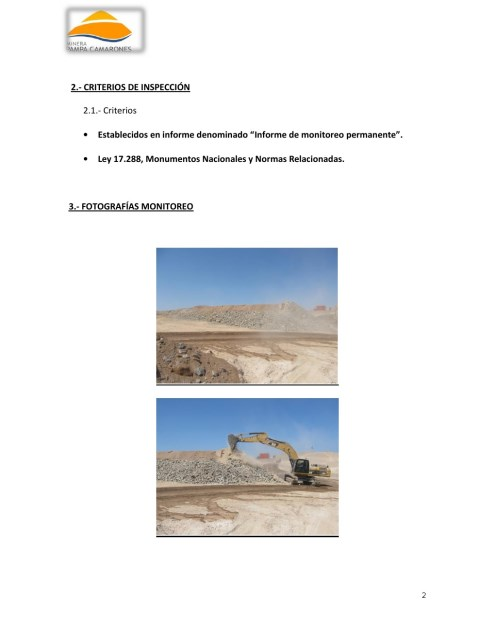 MINERA
PAMPA CAMARONES
2.- CRITERIOS DE INSPECCIÓN
2.1.- Criterios
• Establecidos en informe denominado “Informe de monitoreo permanente”.
• Ley 17.288, Monumentos Nacionales y Normas Relacionadas.
3.- FOTOGRAFÍAS MONITOREO
2